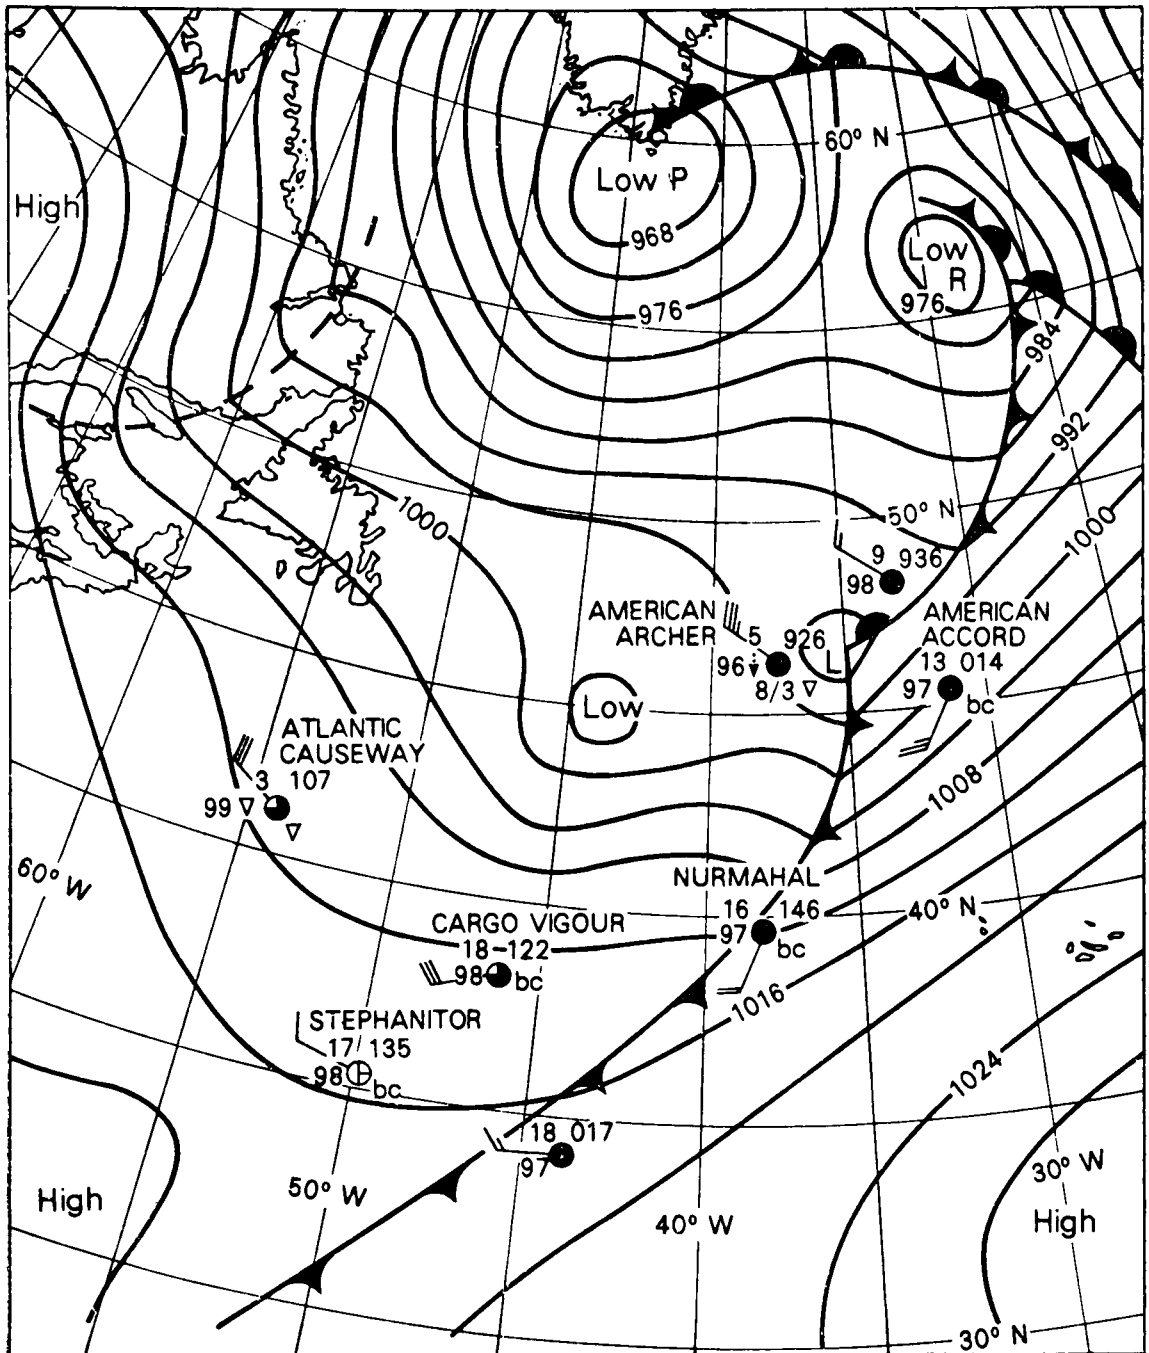 60° N
Low P
High
Low
R
968
976
976
984
992
1000
50° N
1000
9 936
98
AMERICAN
ARCHER
5 926
96
8/3
L
AMERICAN
ACCORD
13 014
97
bc
Low
ATLANTIC
CAUSEWAY
3 107
99
1008
60° W
NURMAHAL
16 146
97
bc
40° N
CARGO VIGOUR
18-122
98
bc
1016
STEPHANITOR
17 135
98
bc
1024
18 017
97
50° W
30° W
High
40° W
High
30° N